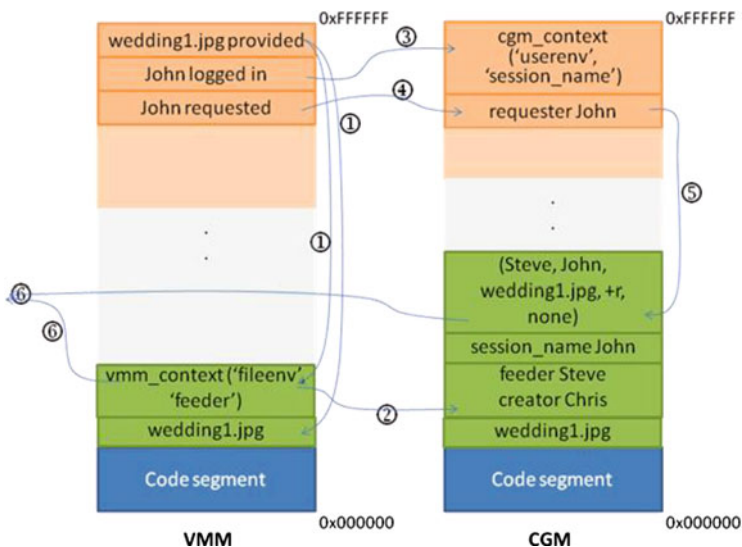 0xFFFFFF
wedding1.jpg provided
John logged in
John requested
①
①
.
.
⑥
⑥
vmm_context ('fileenv'
'feeder')
②
wedding1.jpg
Code segment
0x000000
VMM
③
④
0xFFFFFF
cgm_context
('userenv',
'session_name')
requester John
⑤
.
.
(Steve, John,
wedding1.jpg, +r,
none)
session_name John
feeder Steve
creator Chris
wedding1.jpg
Code segment
0x000000
CGM